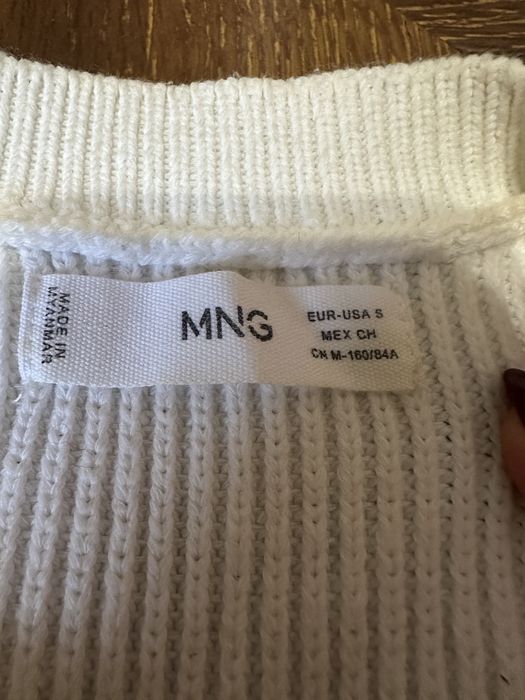 MADE IN
MYANMAR
MNG
EUR-USA S
MEX CH
CN M-160/84A